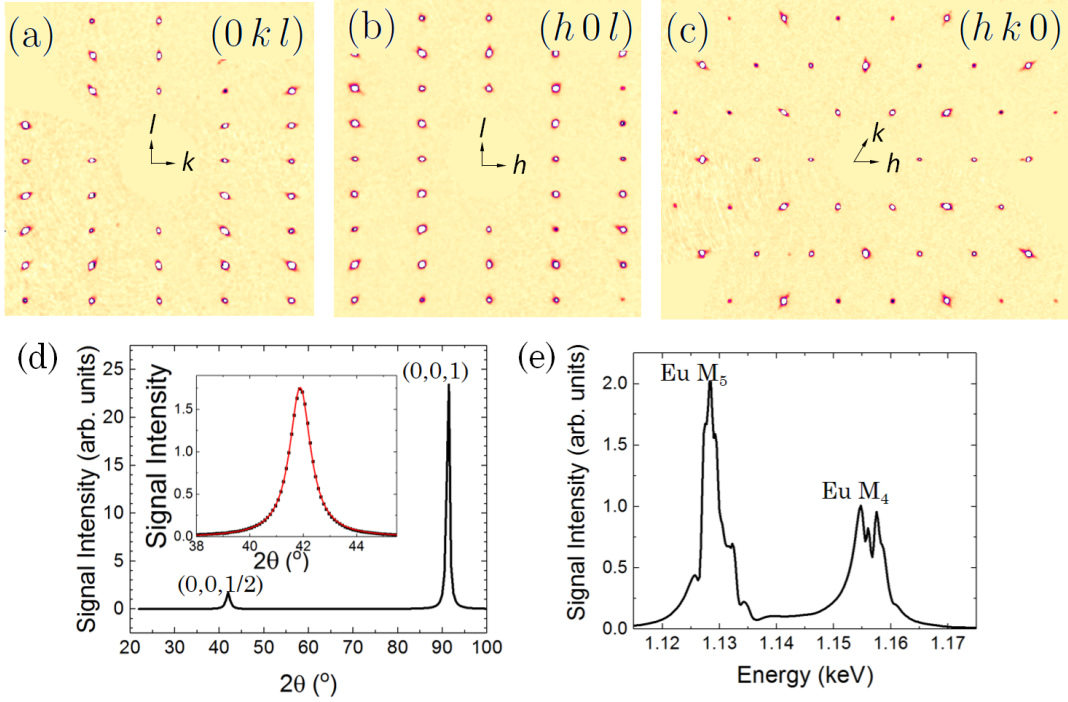 (a) (0 k l)
l
k
(b) (h 0 l)
l
h
(c) (h k 0)
k
h
(d)
Signal Intensity (arb. units)
25
20
15
10
5
0
20 30 40 50 60 70 80 90 100
2θ (°)
(0,0,1/2)
(0,0,1)
Signal Intensity
1.5
1.0
0.5
0.0
38 40 42 44
2θ (°)
(e)
Signal Intensity (arb. units)
2.0
1.5
1.0
0.5
0.0
1.12 1.13 1.14 1.15 1.16 1.17
Energy (keV)
Eu M₅
Eu M₄